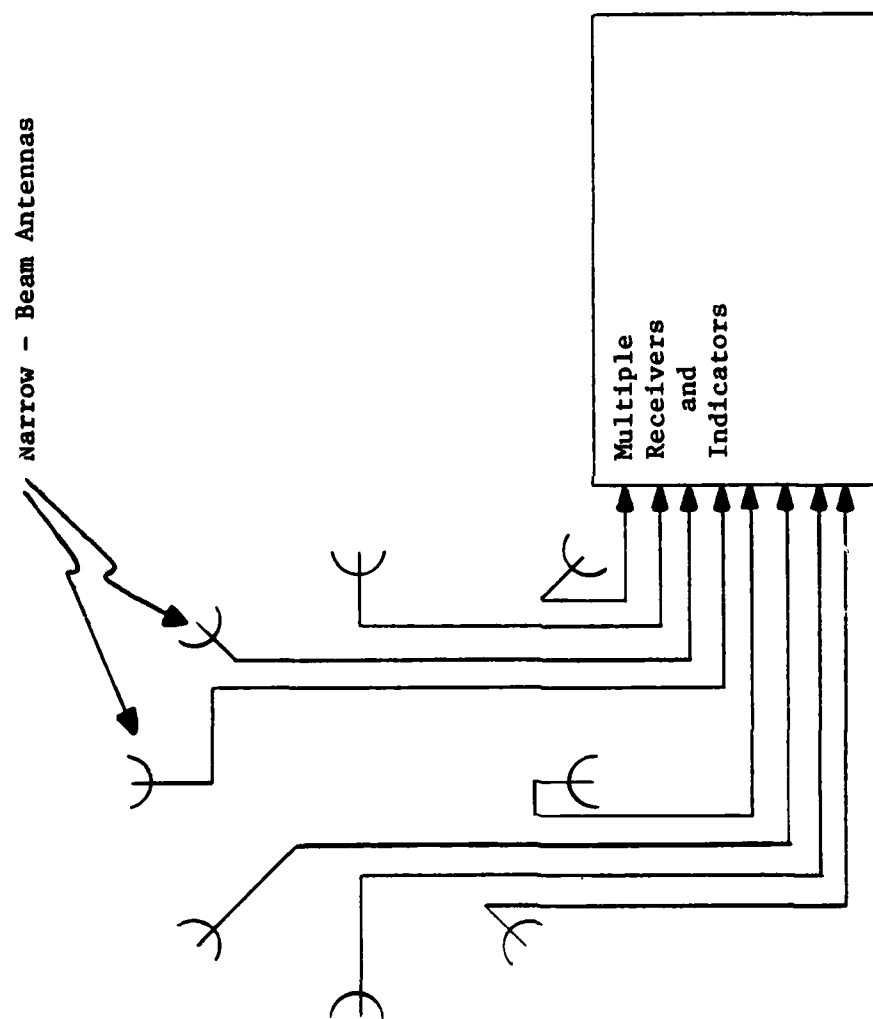 Narrow - Beam Antennas
Multiple
Receivers
and
Indicators